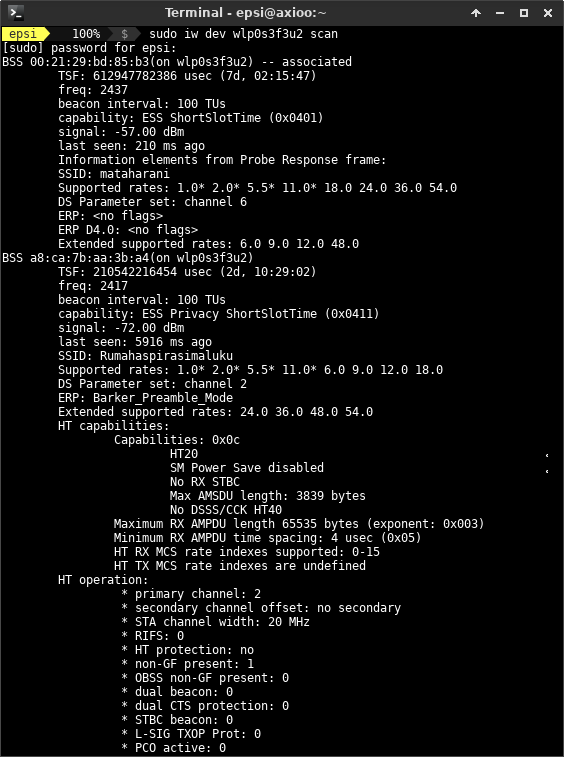 Terminal - epsi@axioo:~
epsi 100% $ sudo iw dev wlp0s3f3u2 scan
[sudo] password for epsi:
BSS 00:21:29:bd:85:b3(on wlp0s3f3u2) -- associated
TSF: 612947782386 usec (7d, 02:15:47)
freq: 2437
beacon interval: 100 TUs
capability: ESS ShortSlotTime (0x0401)
signal: -57.00 dBm
last seen: 210 ms ago
Information elements from Probe Response frame:
SSID: mataharani
Supported rates: 1.0* 2.0* 5.5* 11.0* 18.0 24.0 36.0 54.0
DS Parameter set: channel 6
ERP: <no flags>
ERP D4.0: <no flags>
Extended supported rates: 6.0 9.0 12.0 48.0
BSS a8:ca:7b:aa:3b:a4(on wlp0s3f3u2)
TSF: 210542216454 usec (2d, 10:29:02)
freq: 2417
beacon interval: 100 TUs
capability: ESS Privacy ShortSlotTime (0x0411)
signal: -72.00 dBm
last seen: 5916 ms ago
SSID: Rumahaspirasimaluku
Supported rates: 1.0* 2.0* 5.5* 11.0* 6.0 9.0 12.0 18.0
DS Parameter set: channel 2
ERP: Barker_Preamble_Mode
Extended supported rates: 24.0 36.0 48.0 54.0
HT capabilities:
Capabilities: 0x0c
HT20
SM Power Save disabled
No RX STBC
Max AMSDU length: 3839 bytes
No DSSS/CCK HT40
Maximum RX AMPDU length 65535 bytes (exponent: 0x003)
Minimum RX AMPDU time spacing: 4 usec (0x05)
HT RX MCS rate indexes supported: 0-15
HT TX MCS rate indexes are undefined
HT operation:
* primary channel: 2
* secondary channel offset: no secondary
* STA channel width: 20 MHz
* RIFS: 0
* HT protection: no
* non-GF present: 1
* OBSS non-GF present: 0
* dual beacon: 0
* dual CTS protection: 0
* STBC beacon: 0
* L-SIG TXOP Prot: 0
* PCO active: 0